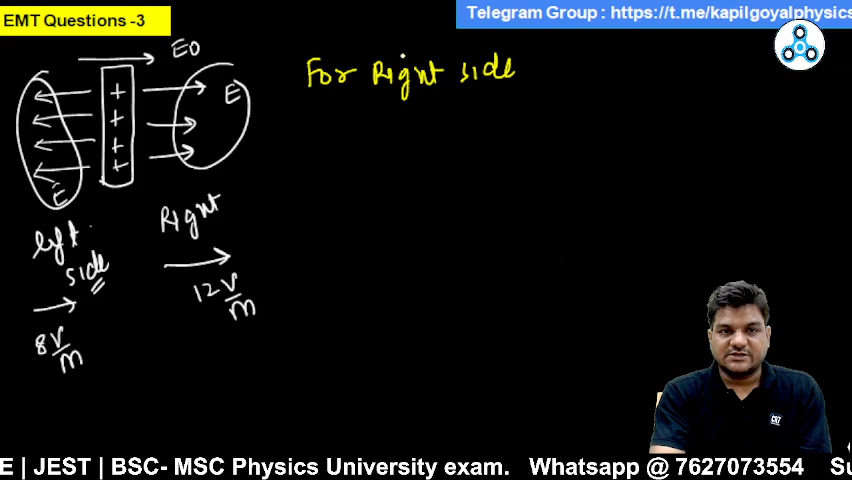 EMT Questions -3
Telegram Group : https://t.me/kapilgoyalphysics
E0
For Right side
+
+
+
+
E
E
left
side
Right
8 V/m
12 V/m
E | JEST | BSC- MSC Physics University exam. Whatsapp @ 7627073554 Su